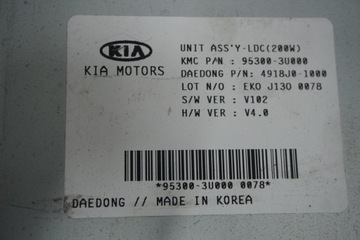 KIA
KIA MOTORS
UNIT ASS'Y-LDC(200W)
KMC P/N : 95300-3U000
DAEDONG P/N: 4918J0-1000
LOT N/O : EKO J130 0078
S/W VER : V102
H/W VER : V4.0
*95300-3U000 0078*
DAEDONG // MADE IN KOREA